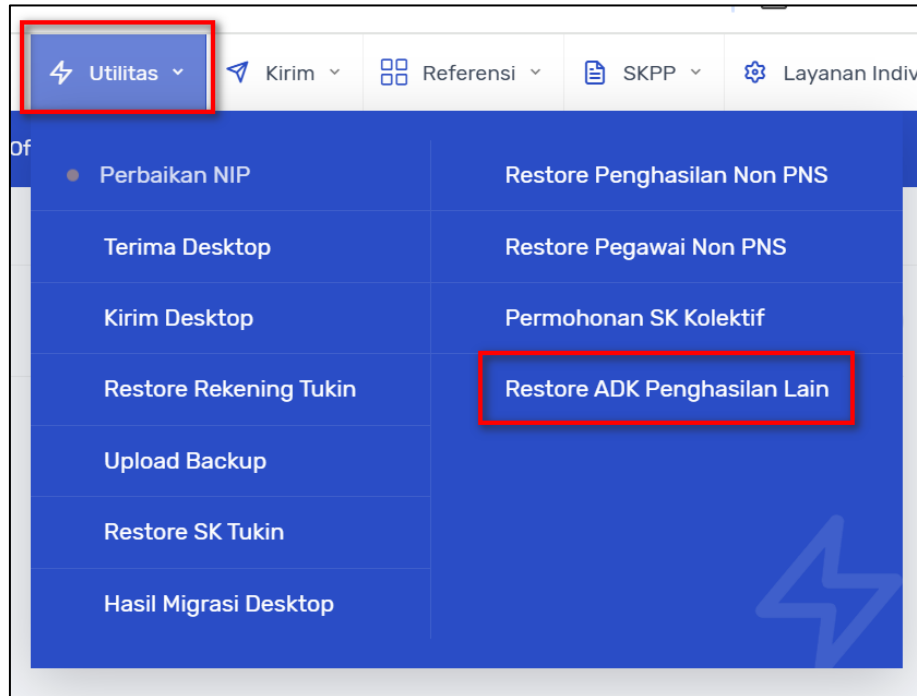 Utilitas
Kirim
Referensi
SKPP
Layanan Indiv
Of
Perbaikan NIP
Terima Desktop
Kirim Desktop
Restore Rekening Tukin
Upload Backup
Restore SK Tukin
Hasil Migrasi Desktop
Restore Penghasilan Non PNS
Restore Pegawai Non PNS
Permohonan SK Kolektif
Restore ADK Penghasilan Lain